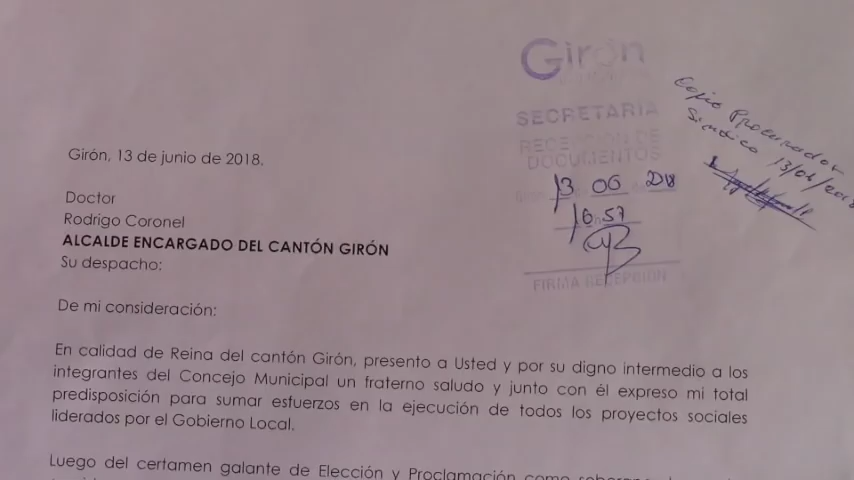 Girón
SECRETARIA
RECEPCIÓN DE
DOCUMENTOS
13 06
16 57
FIRMA RECEPCIÓN
Copia Procurador
Sindico 13/06/2018
Girón, 13 de junio de 2018.
Doctor
Rodrigo Coronel
ALCALDE ENCARGADO DEL CANTÓN GIRÓN
Su despacho:
De mi consideración:
En calidad de Reina del cantón Girón, presento a Usted y por su digno intermedio a los
integrantes del Concejo Municipal un fraterno saludo y junto con él expreso mi total
predisposición para sumar esfuerzos en la ejecución de todos los proyectos sociales
liderados por el Gobierno Local.
Luego del certamen galante de Elección y Proclamación como